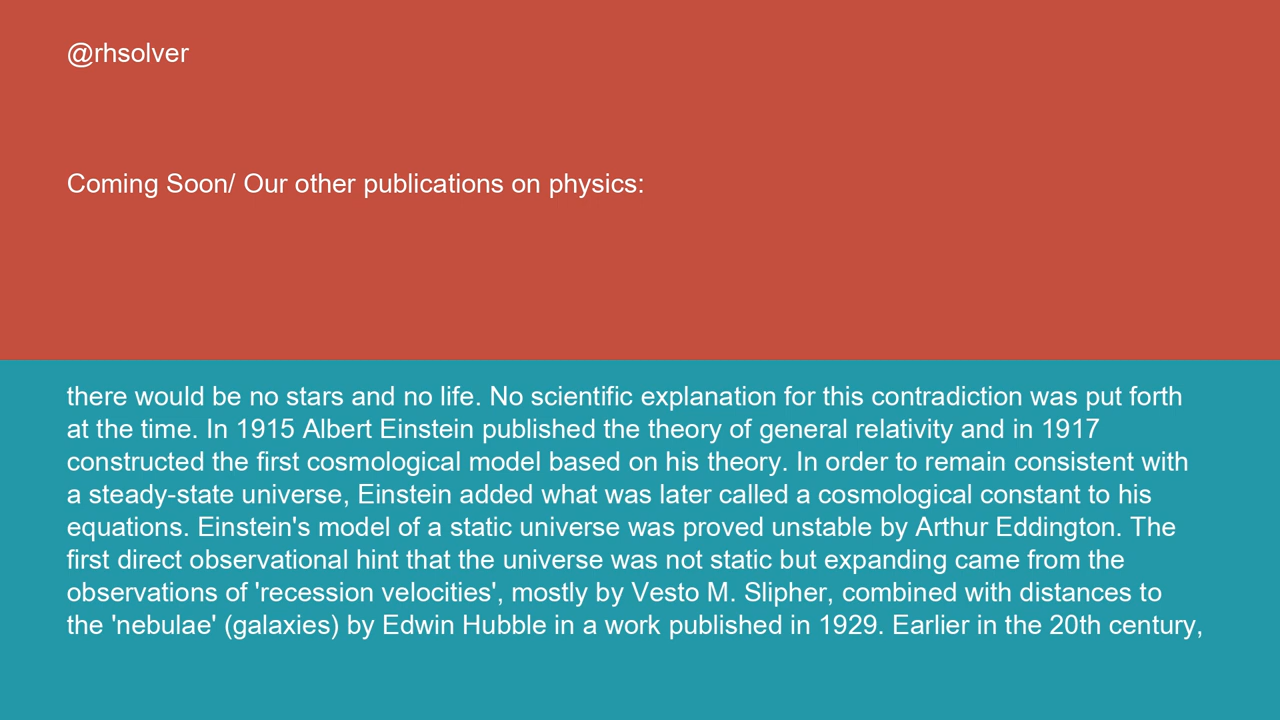 @rhsolver
Coming Soon/ Our other publications on physics:
there would be no stars and no life. No scientific explanation for this contradiction was put forth
at the time. In 1915 Albert Einstein published the theory of general relativity and in 1917
constructed the first cosmological model based on his theory. In order to remain consistent with
a steady-state universe, Einstein added what was later called a cosmological constant to his
equations. Einstein's model of a static universe was proved unstable by Arthur Eddington. The
first direct observational hint that the universe was not static but expanding came from the
observations of 'recession velocities', mostly by Vesto M. Slipher, combined with distances to
the 'nebulae' (galaxies) by Edwin Hubble in a work published in 1929. Earlier in the 20th century,